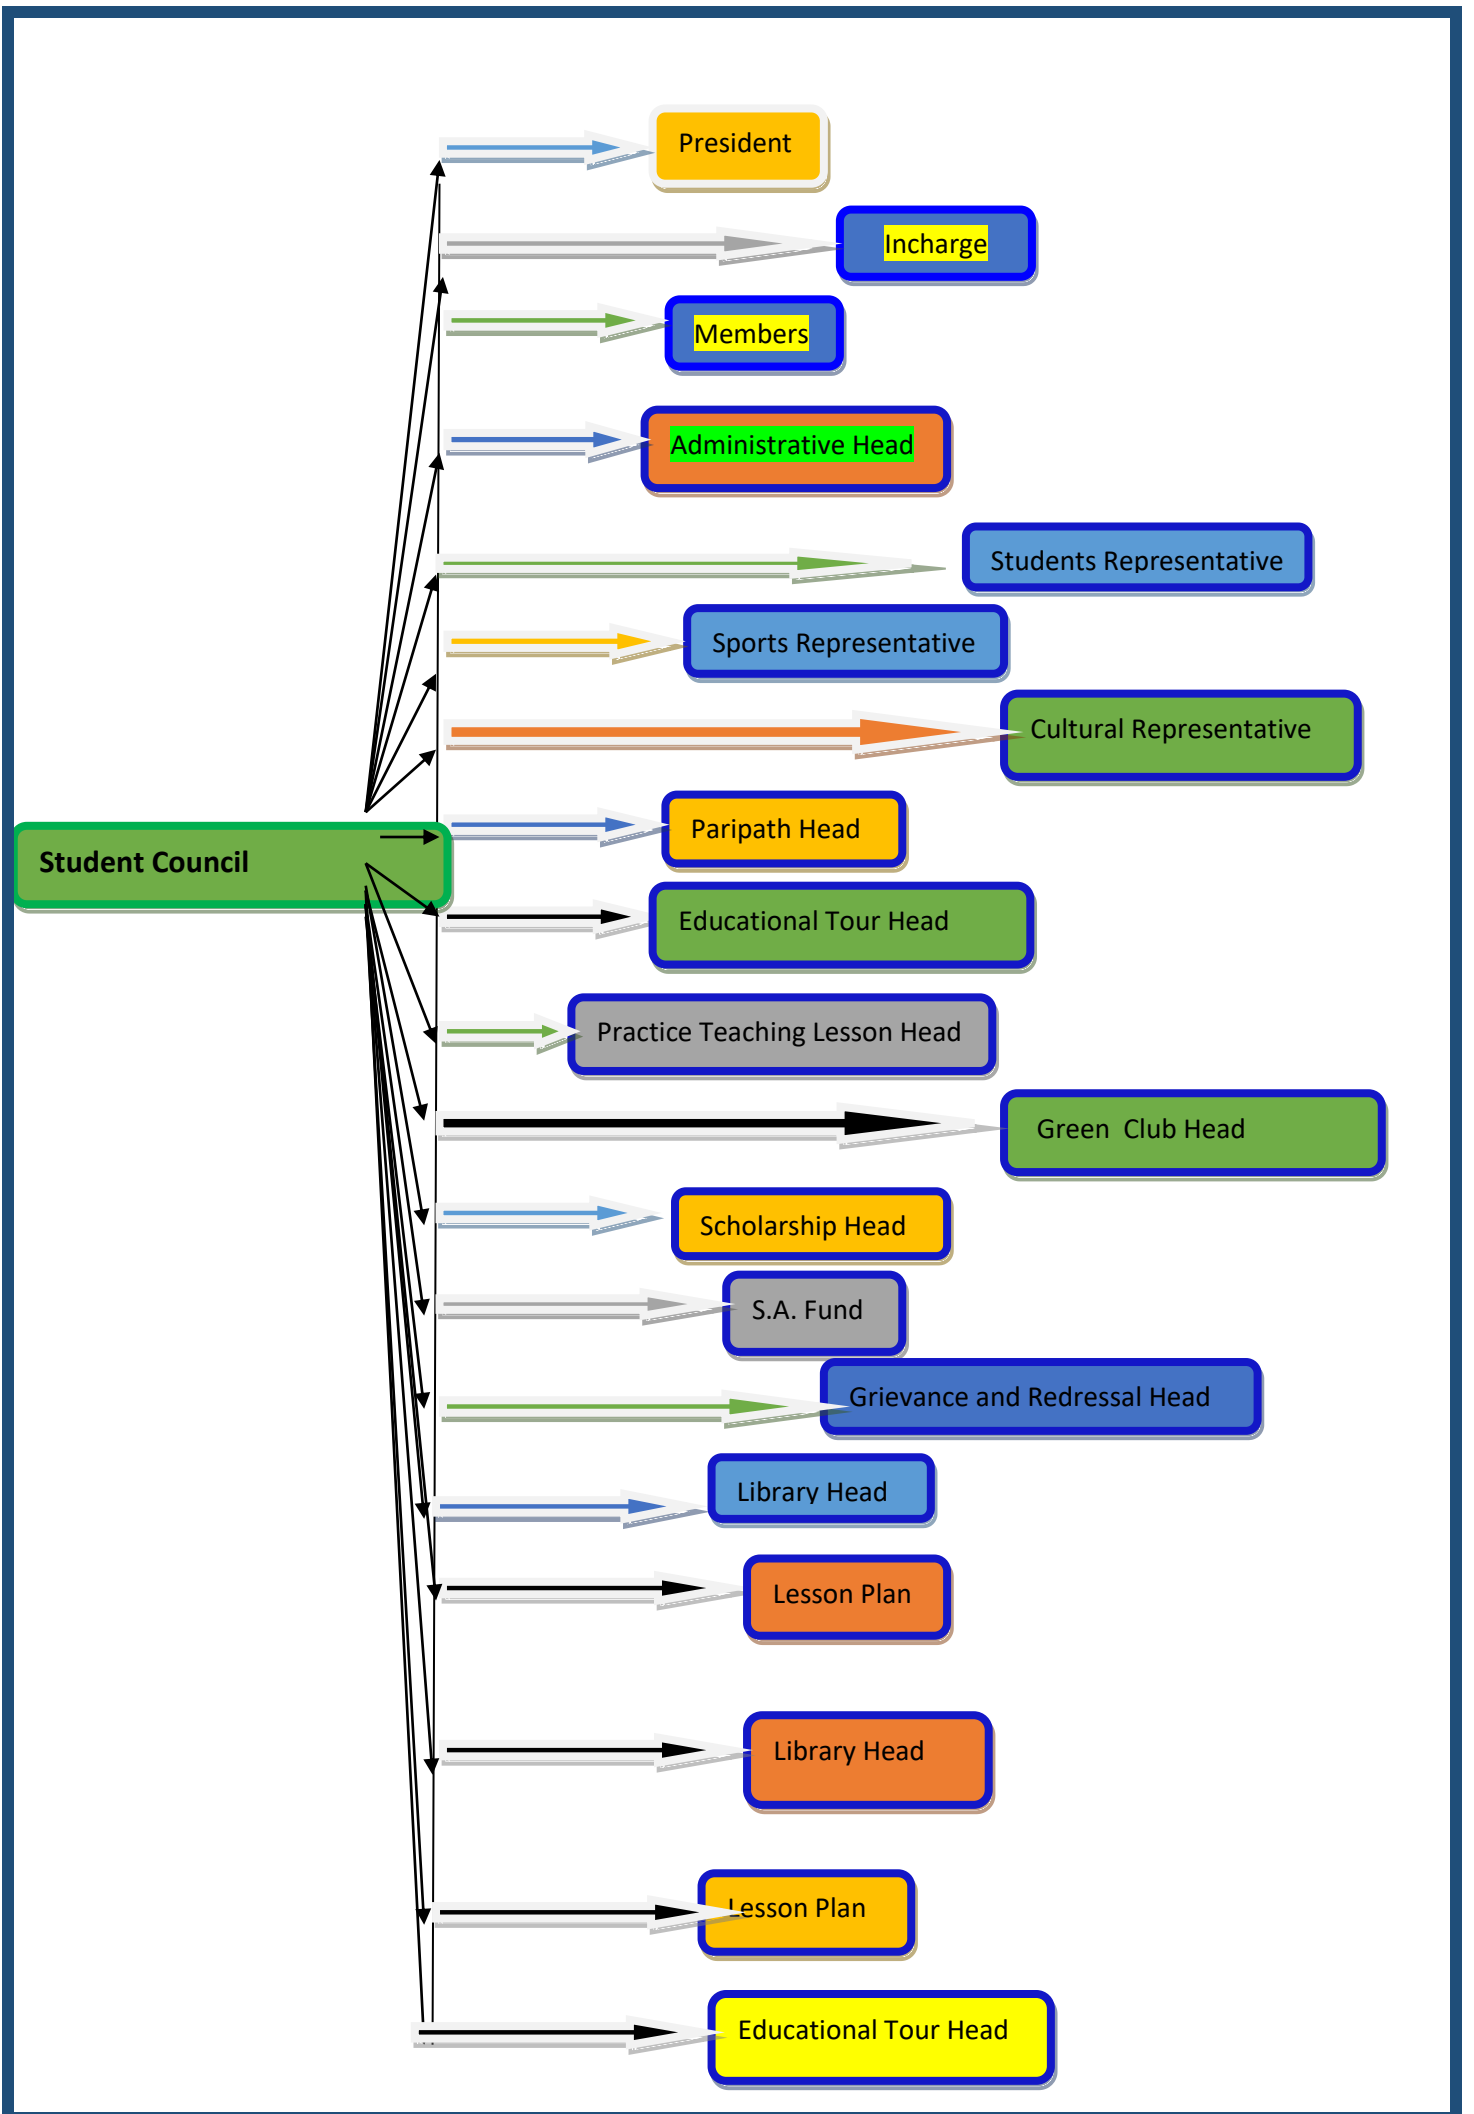 President
Incharge
Members
Administrative Head
Students Representative
Sports Representative
Cultural Representative
Paripath Head
Student Council
Educational Tour Head
Practice Teaching Lesson Head
Green Club Head
Scholarship Head
S.A. Fund
Grievance and Redressal Head
Library Head
Lesson Plan
Library Head
Lesson Plan
Educational Tour Head